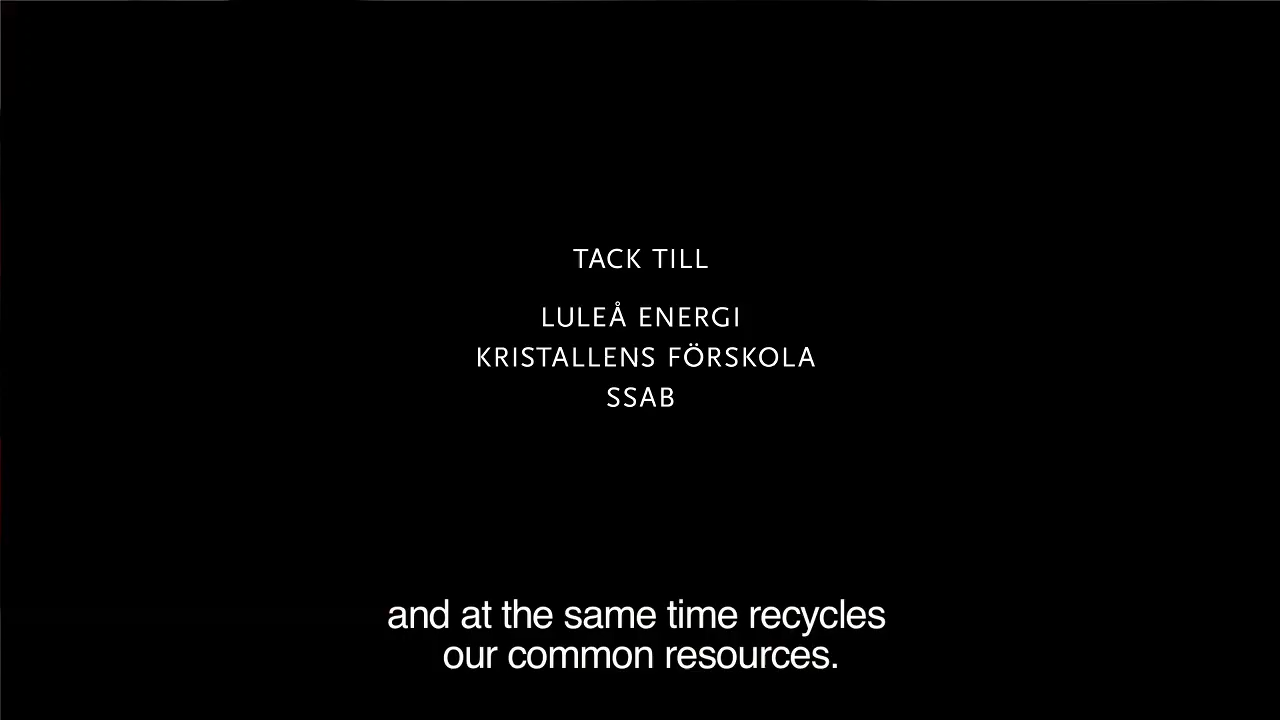 TACK TILL
LULEÅ ENERGI
KRISTALLENS FÖRSKOLA
SSAB
and at the same time recycles
our common resources.